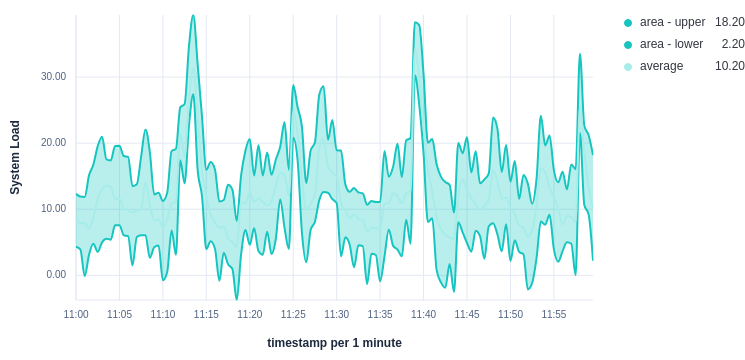 area - upper 18.20
area - lower 2.20
average 10.20
System Load
30.00
20.00
10.00
0.00
11:00 11:05 11:10 11:15 11:20 11:25 11:30 11:35 11:40 11:45 11:50 11:55
timestamp per 1 minute